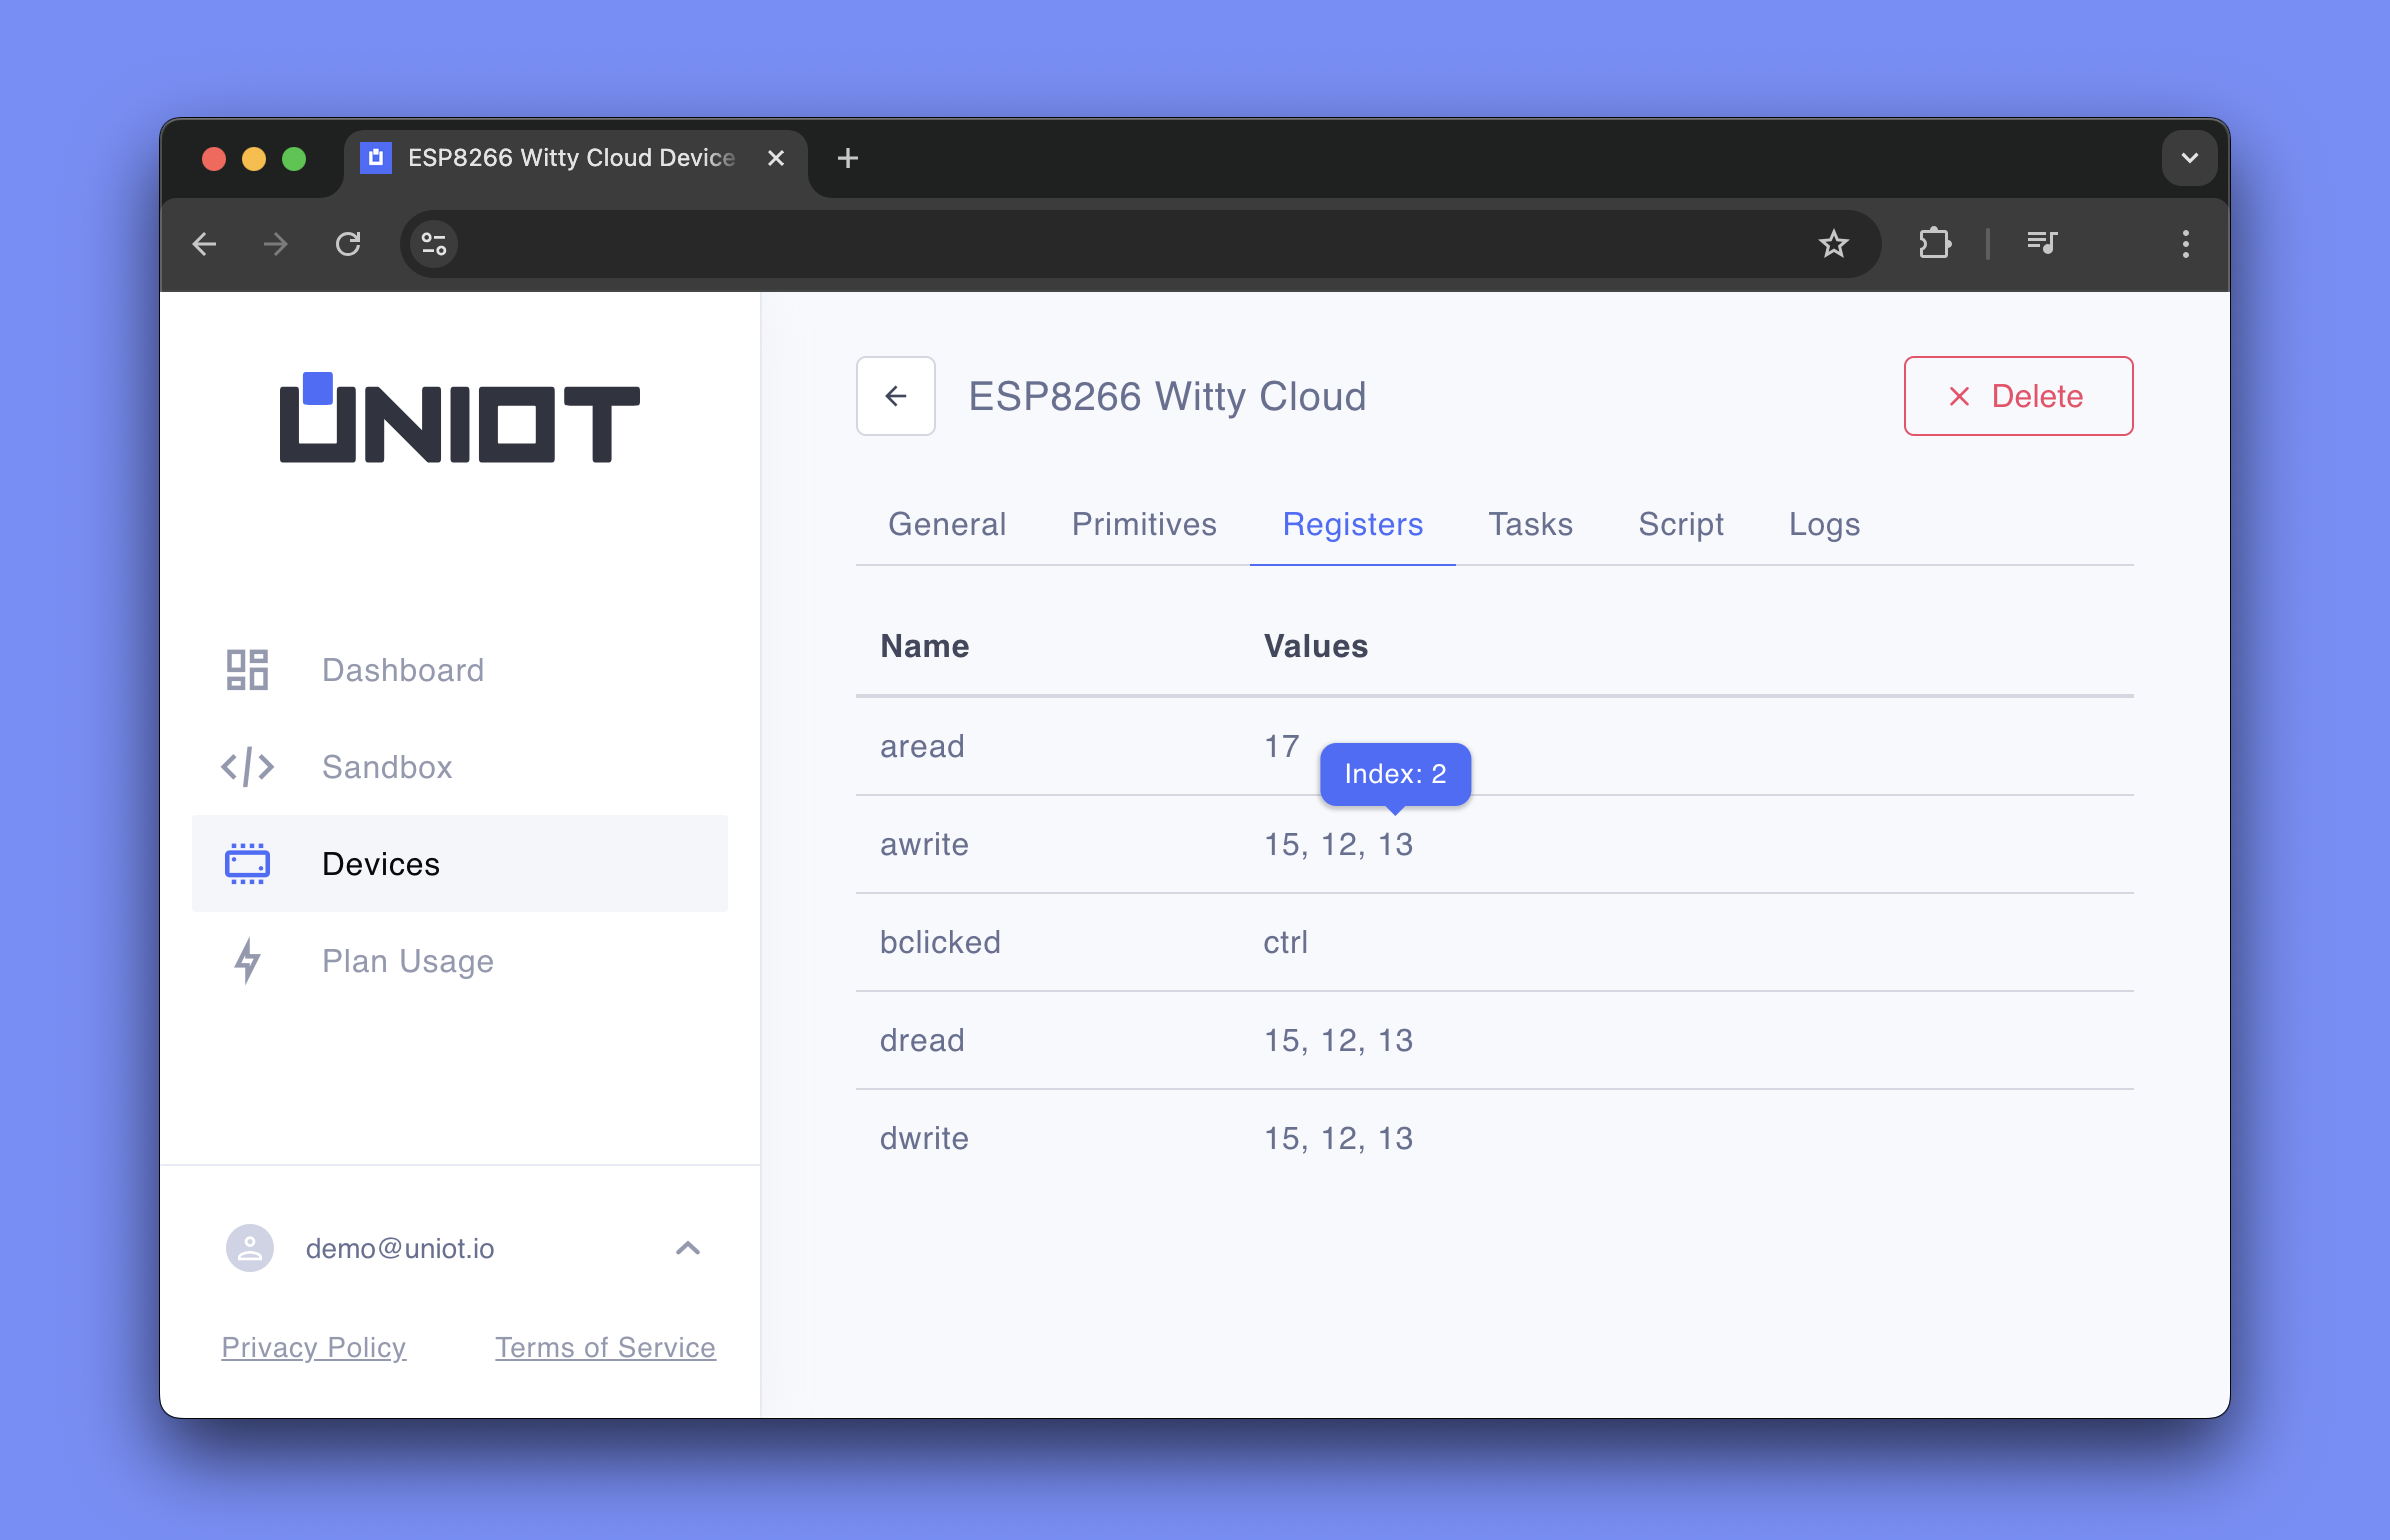 ESP8266 Witty Cloud Device
UNIOT
Dashboard
Sandbox
Devices
Plan Usage
demo@uniot.io
Privacy Policy
Terms of Service
ESP8266 Witty Cloud
Delete
General Primitives Registers Tasks Script Logs
Name Values
aread 17
Index: 2
awrite 15, 12, 13
bclicked ctrl
dread 15, 12, 13
dwrite 15, 12, 13